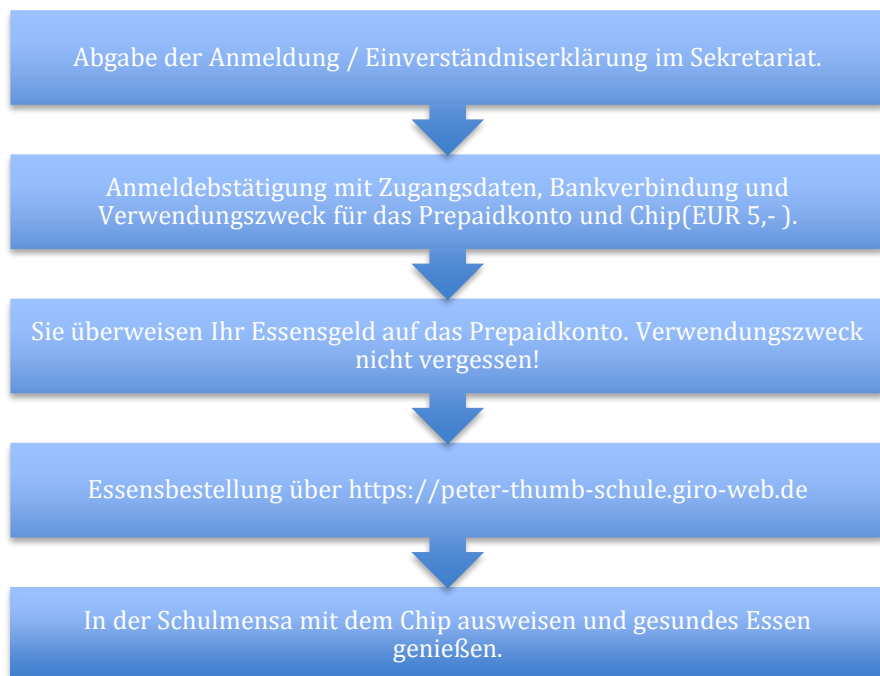 Abgabe der Anmeldung / Einverständniserklärung im Sekretariat.
Anmeldebstätigung mit Zugangsdaten, Bankverbindung und
Verwendungszweck für das Prepaidkonto und Chip(EUR 5,- ).
Sie überweisen Ihr Essensgeld auf das Prepaidkonto. Verwendungszweck
nicht vergessen!
Essensbestellung über https://peter-thumb-schule.giro-web.de
In der Schulmensa mit dem Chip ausweisen und gesundes Essen
genießen.